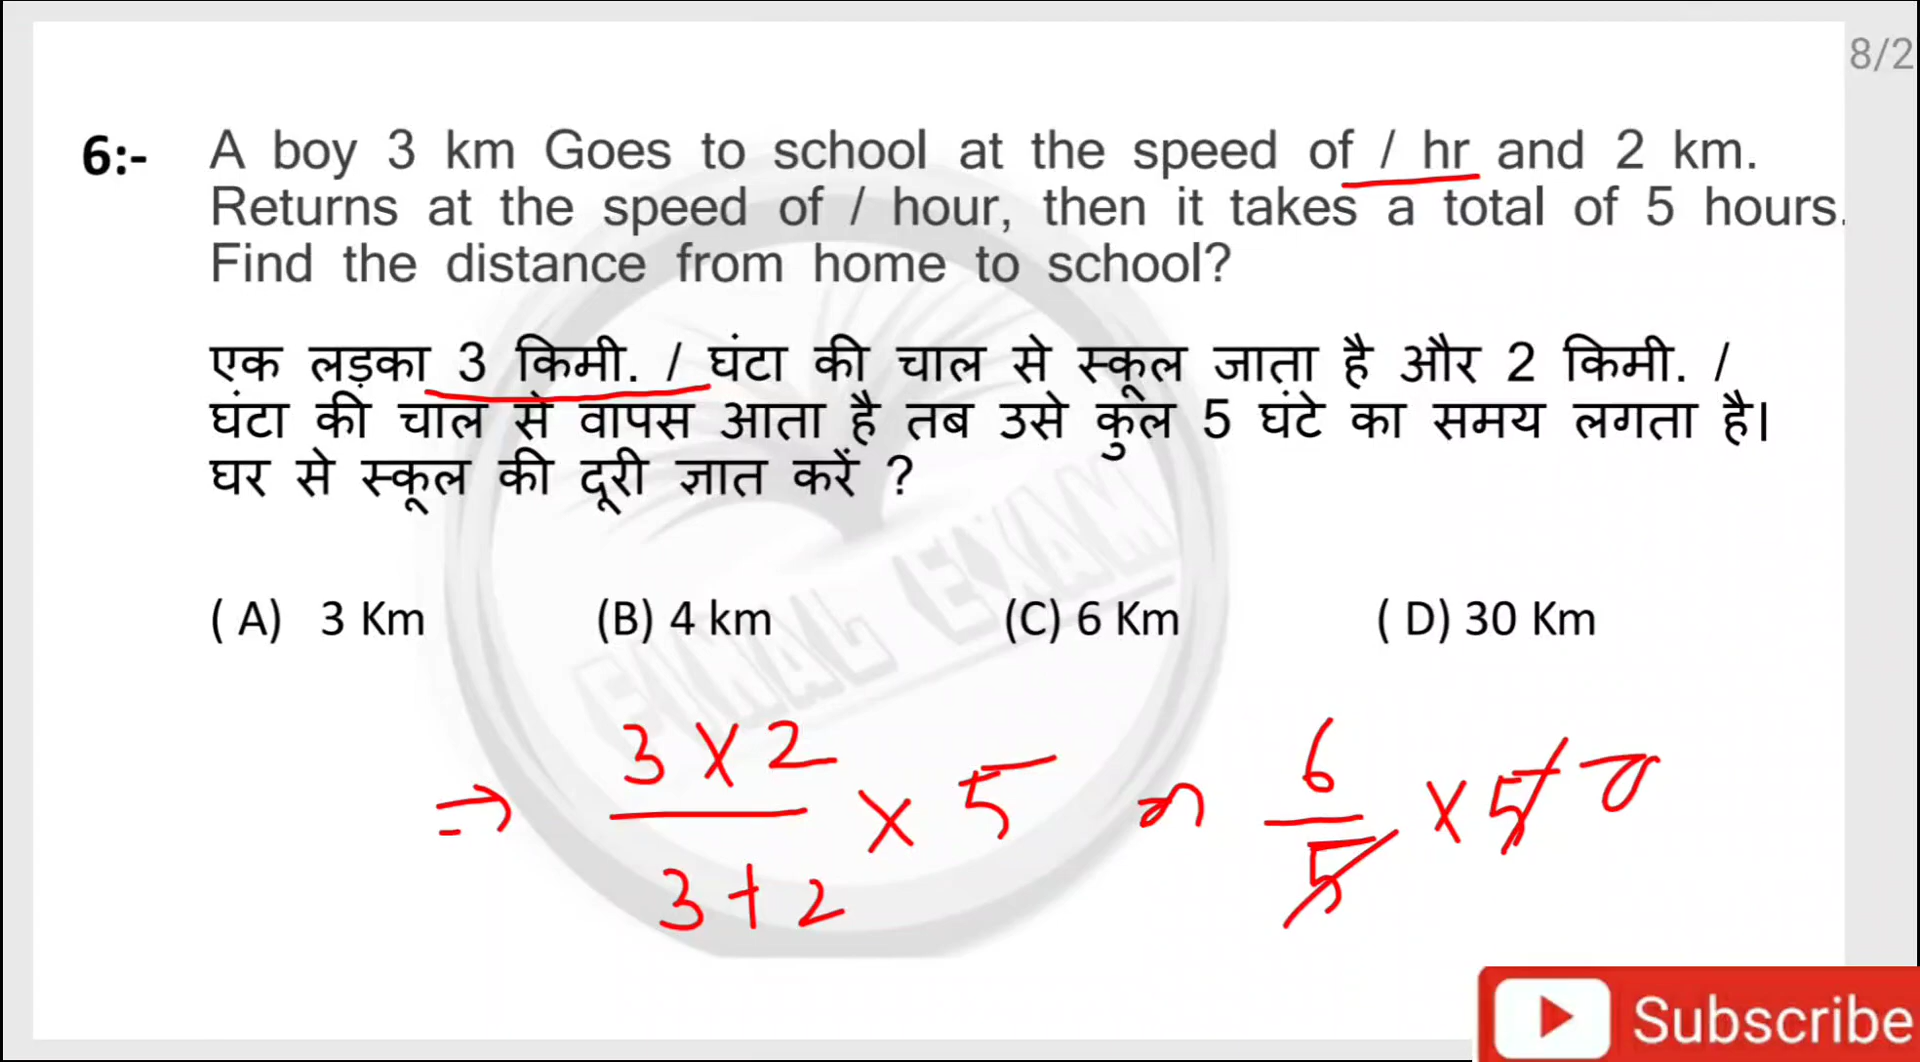 8/2
6:- A boy 3 km Goes to school at the speed of / hr and 2 km.
Returns at the speed of / hour, then it takes a total of 5 hours.
Find the distance from home to school?
एक लड़का 3 किमी. / घंटा की चाल से स्कूल जाता है और 2 किमी. /
घंटा की चाल से वापस आता है तब उसे कुल 5 घंटे का समय लगता है।
घर से स्कूल की दूरी ज्ञात करें ?
( A) 3 Km (B) 4 km (C) 6 Km ( D) 30 Km
FINAL EXAM
3 × 2 6
⇒ × 5 × 5
3 + 2 5
Subscribe